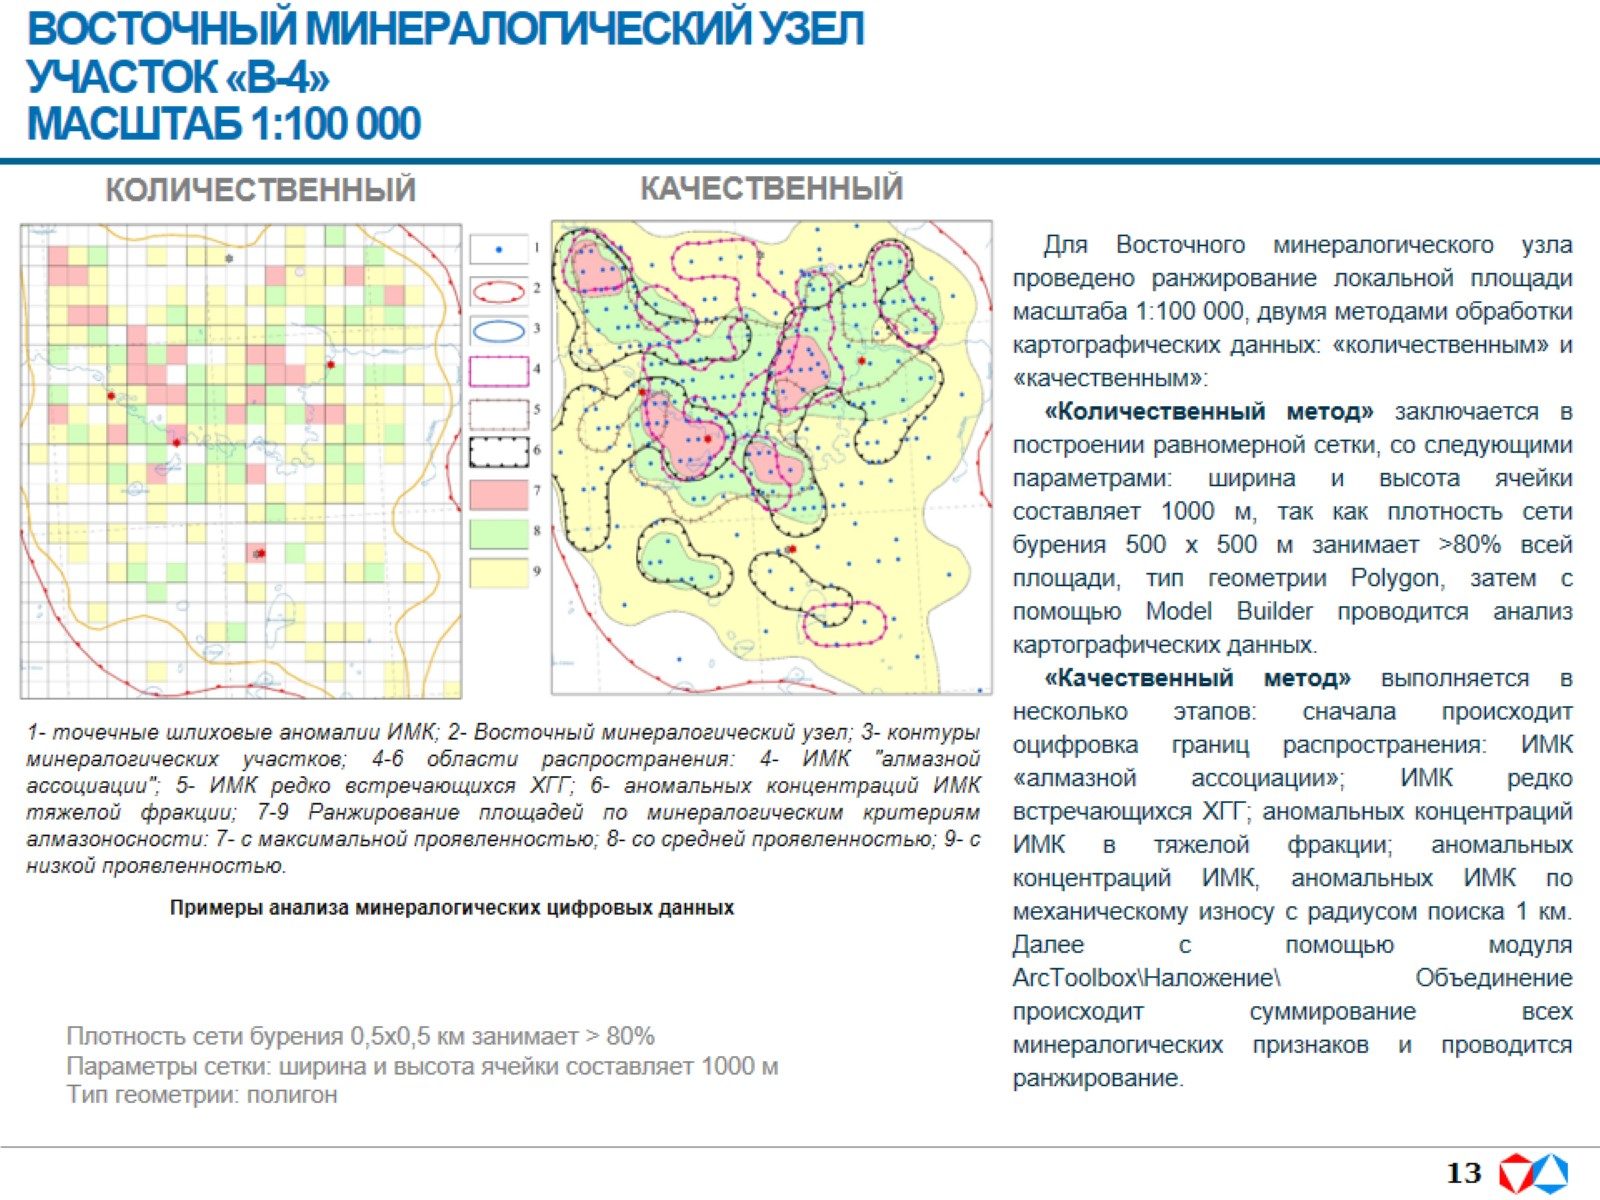 ВОСТОЧНЫЙ МИНЕРАЛОГИЧЕСКИЙ УЗЕЛ
УЧАСТОК «В-4»
МАСШТАБ 1:100 000
КОЛИЧЕСТВЕННЫЙ
КАЧЕСТВЕННЫЙ
1
2
3
4
5
6
7
8
9
1- точечные шлиховые аномалии ИМК; 2- Восточный минералогический узел; 3- контуры
минералогических участков; 4-6 области распространения: 4- ИМК "алмазной
ассоциации"; 5- ИМК редко встречающихся ХГГ; 6- аномальных концентраций ИМК
тяжелой фракции; 7-9 Ранжирование площадей по минералогическим критериям
алмазоносности: 7- с максимальной проявленностью; 8- со средней проявленностью; 9- с
низкой проявленностью.
Примеры анализа минералогических цифровых данных
Плотность сети бурения 0,5х0,5 км занимает > 80%
Параметры сетки: ширина и высота ячейки составляет 1000 м
Тип геометрии: полигон
Для Восточного минералогического узла
проведено ранжирование локальной площади
масштаба 1:100 000, двумя методами обработки
картографических данных: «количественным» и
«качественным»:
«Количественный метод» заключается в
построении равномерной сетки, со следующими
параметрами: ширина и высота ячейки
составляет 1000 м, так как плотность сети
бурения 500 х 500 м занимает >80% всей
площади, тип геометрии Polygon, затем с
помощью Model Builder проводится анализ
картографических данных.
«Качественный метод» выполняется в
несколько этапов: сначала происходит
оцифровка границ распространения: ИМК
«алмазной ассоциации»; ИМК редко
встречающихся ХГГ; аномальных концентраций
ИМК в тяжелой фракции; аномальных
концентраций ИМК, аномальных ИМК по
механическому износу с радиусом поиска 1 км.
Далее с помощью модуля
ArcToolbox\Наложение\ Объединение
происходит суммирование всех
минералогических признаков и проводится
ранжирование.
13